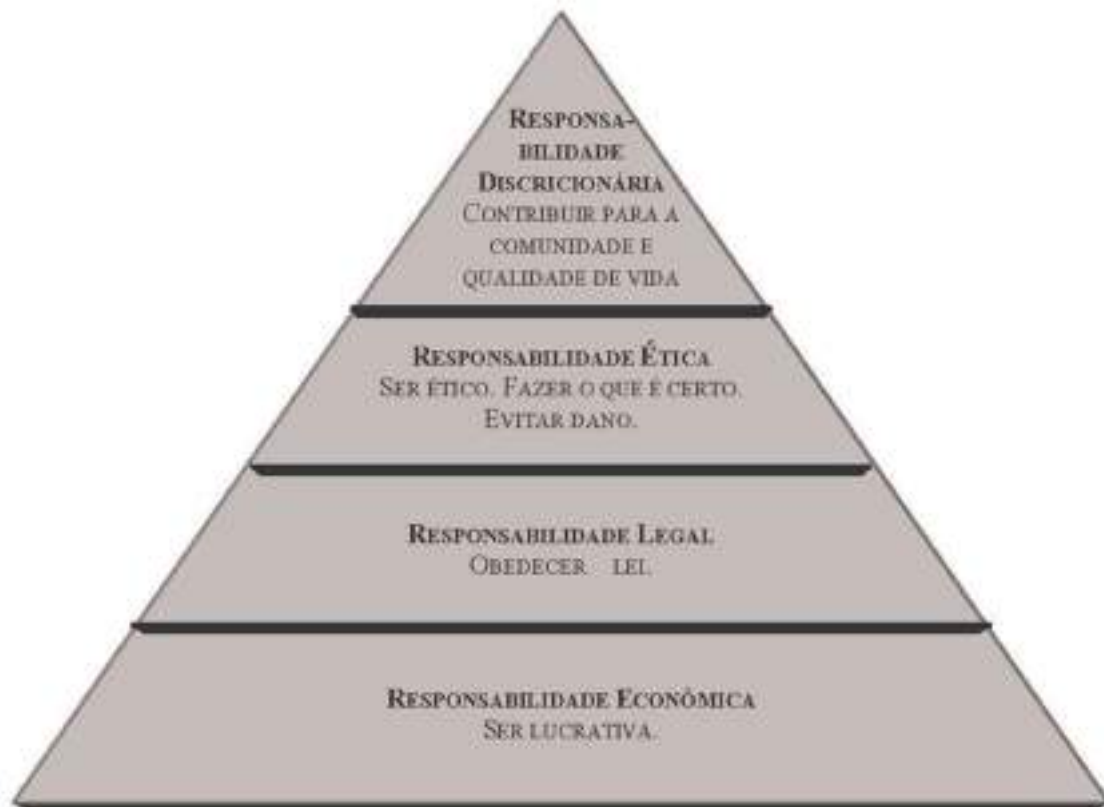 RESPONSA-
BILIDADE
DISCRICIONÁRIA
CONTRIBUIR PARA A
COMUNIDADE E
QUALIDADE DE VIDA
RESPONSABILIDADE ÉTICA
SER ÉTICO. FAZER O QUE É CERTO.
EVITAR DANO.
RESPONSABILIDADE LEGAL
OBEDECER LEI.
RESPONSABILIDADE ECONÔMICA
SER LUCRATIVA.